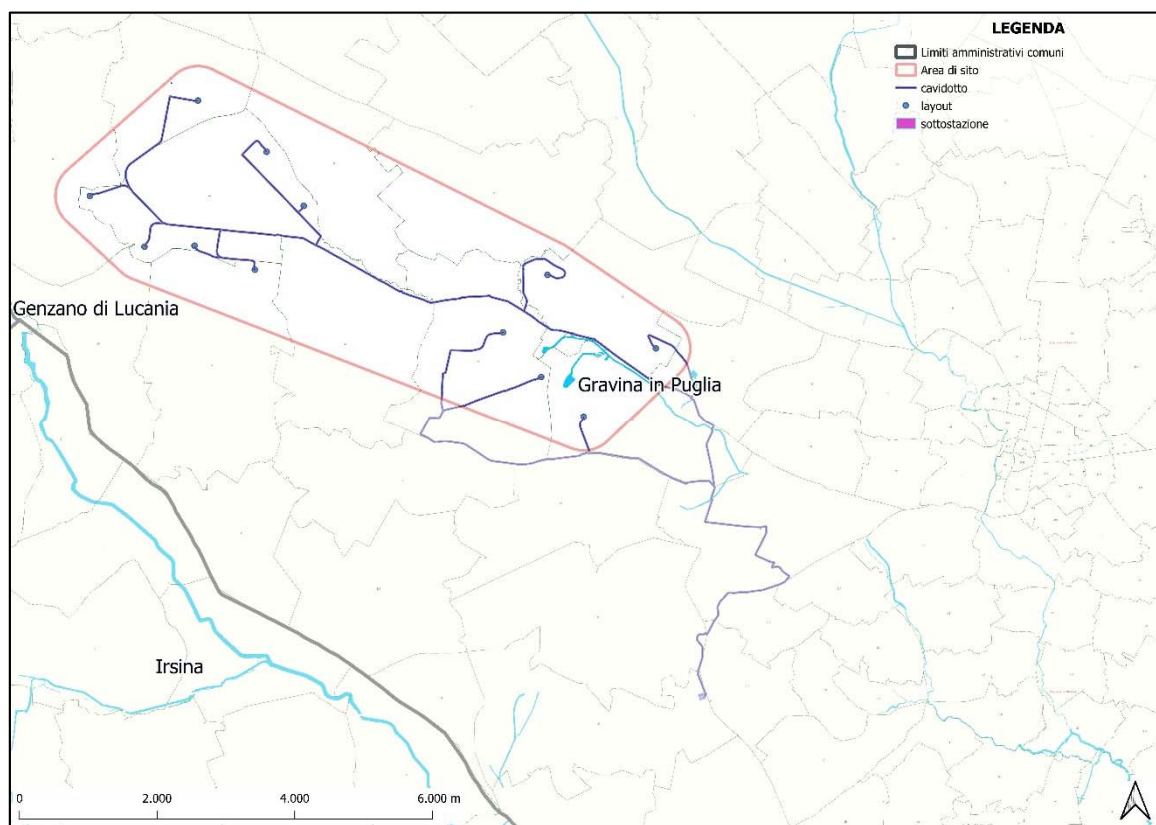 LEGENDA
Limiti amministrativi comuni
Area di sito
cavidotto
layout
sottostazione
Genzano di Lucania
Gravina in Puglia
Irsina
0 2.000 4.000 6.000 m